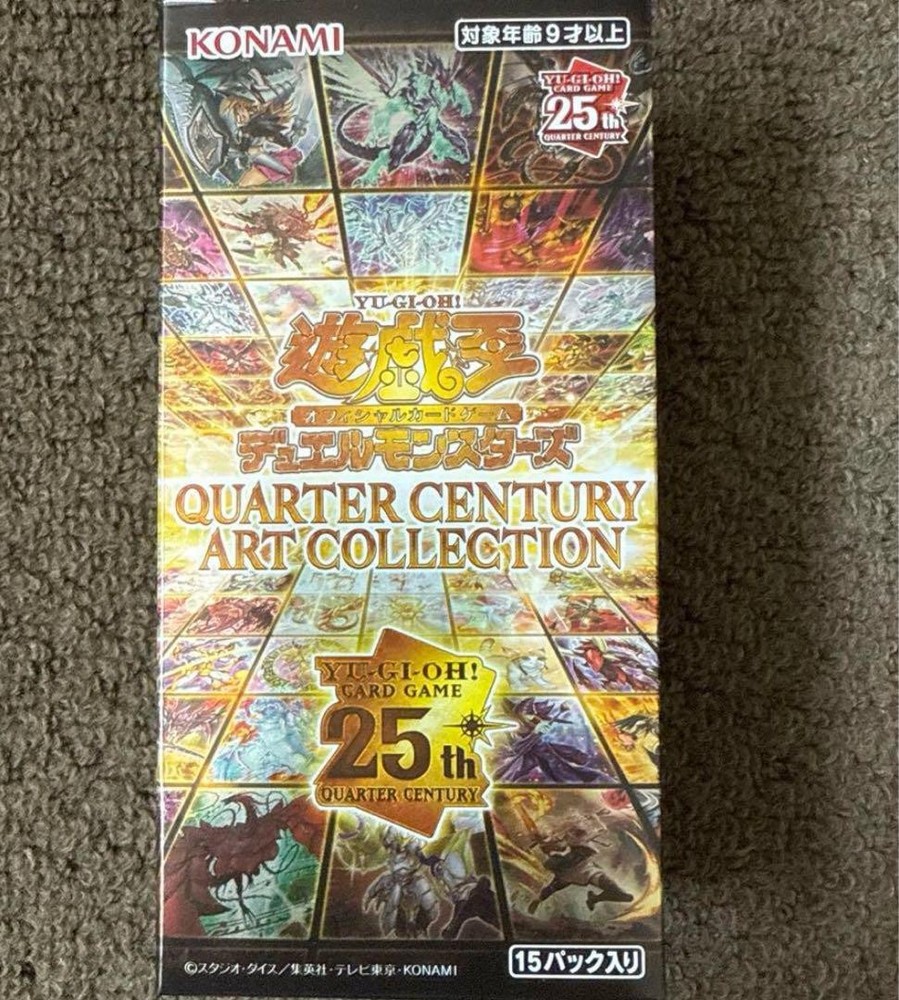 KONAMI
対象年齢9才以上
YU-GI-OH!
CARD GAME
25th
QUARTER CENTURY
YU-GI-OH!
遊戯王
オフィシャルカードゲーム
デュエルモンスターズ
QUARTER CENTURY
ART COLLECTION
YU-GI-OH!
CARD GAME
25th
QUARTER CENTURY
©スタジオ・ダイス/集英社・テレビ東京・KONAMI
15パック入り